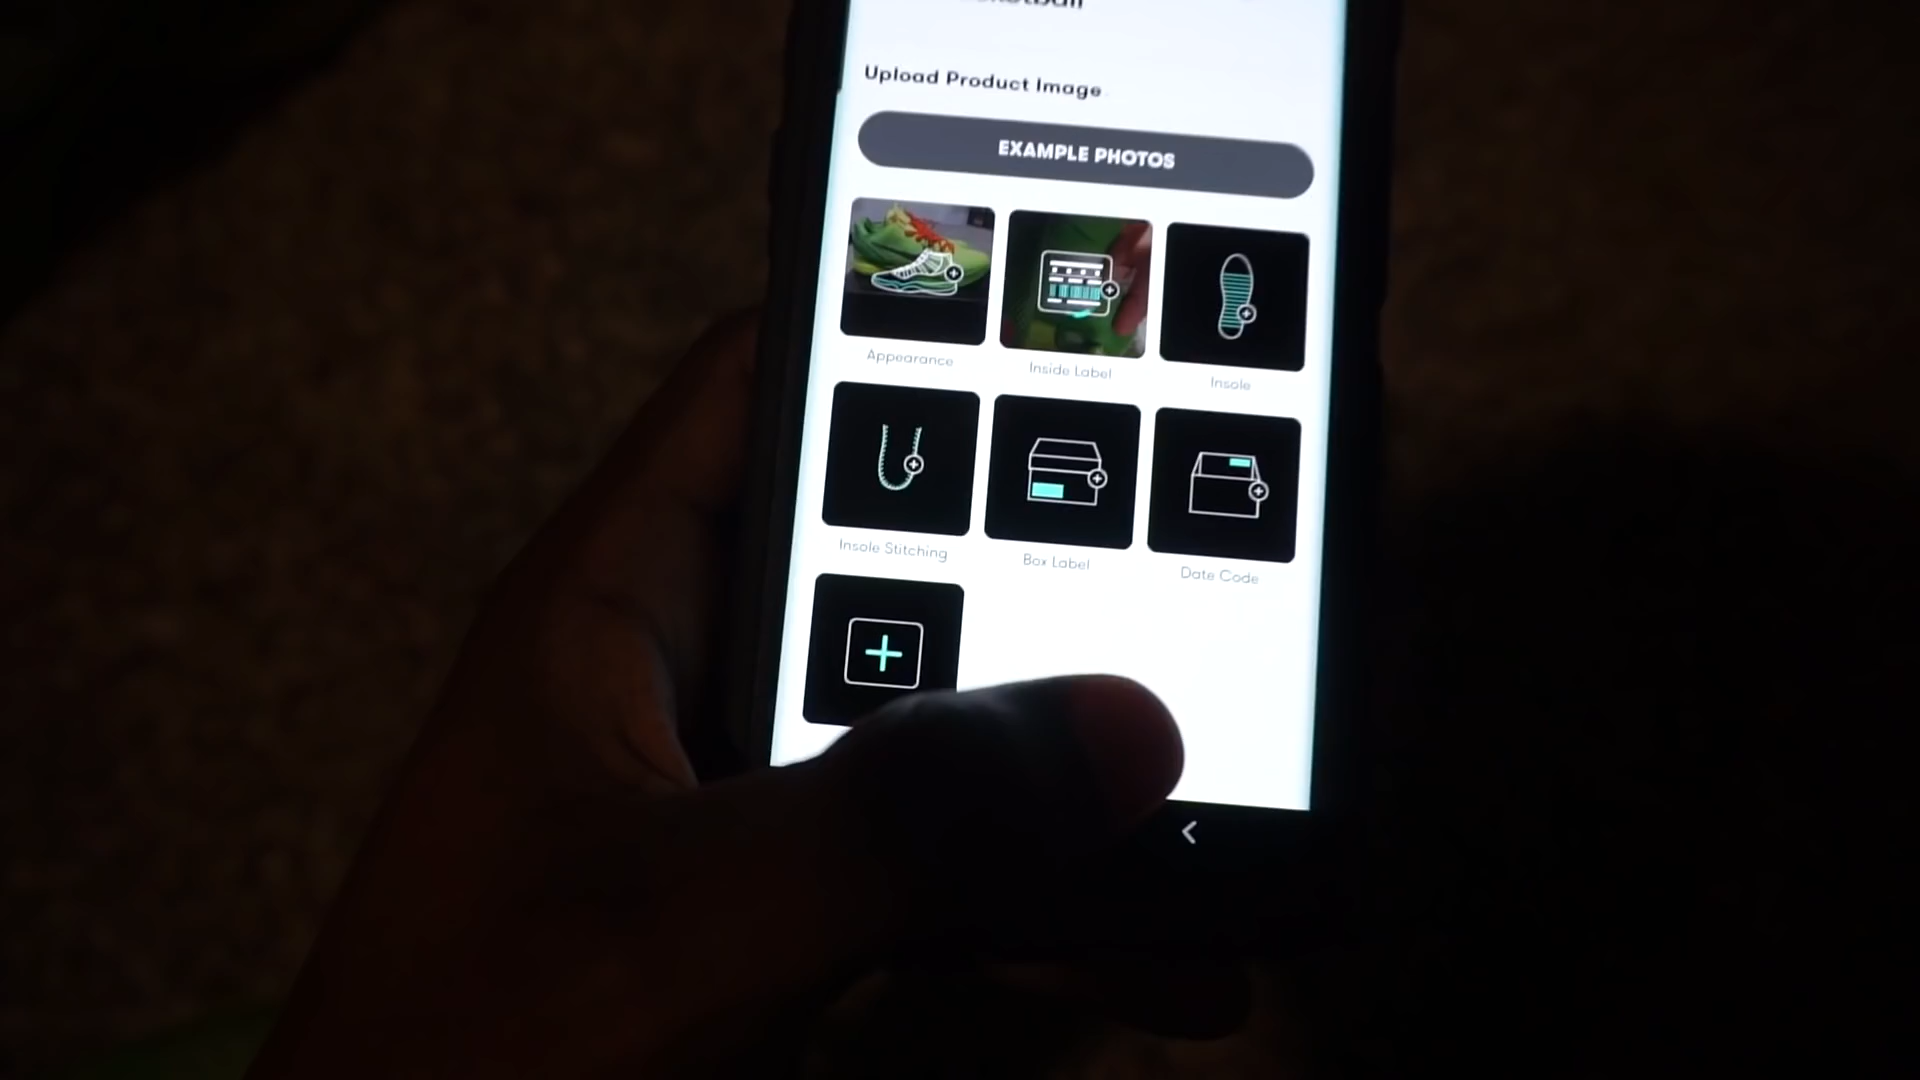 Upload Product Image
EXAMPLE PHOTOS
Appearance
Inside Label
Insole
Insole Stitching
Box Label
Date Code